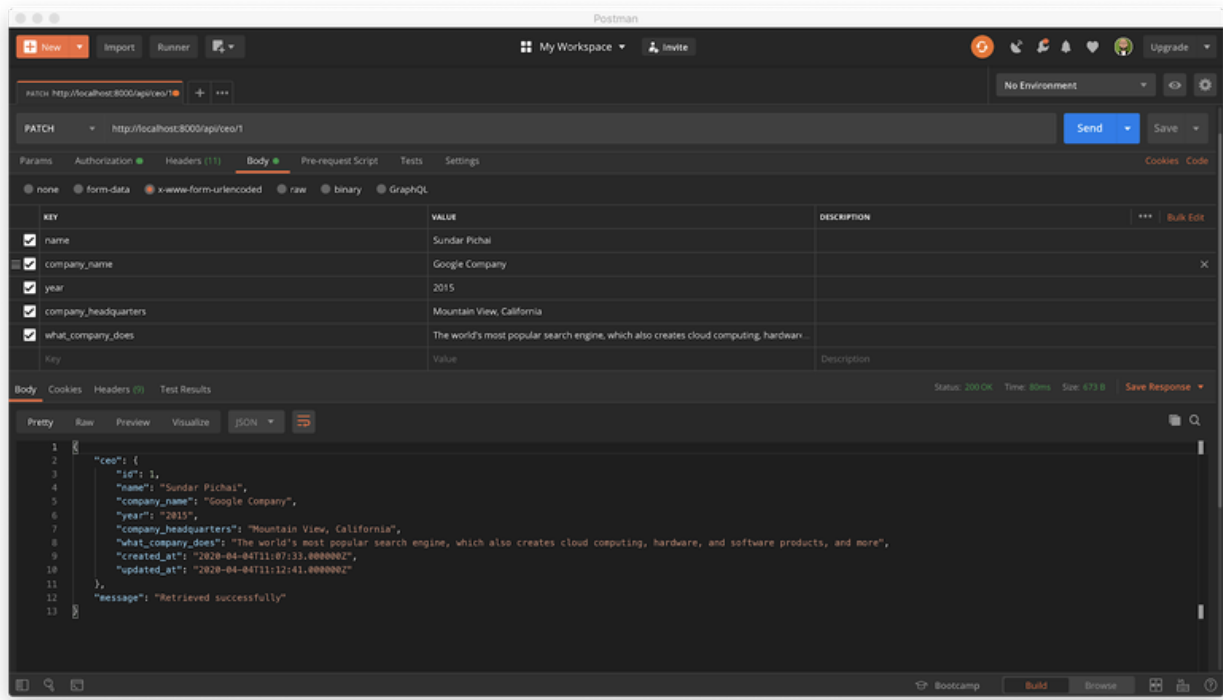 Postman
New Import Runner My Workspace Invite Upgrade
PATCH http://localhost:8000/api/ceo/1 No Environment
PATCH http://localhost:8000/api/ceo/1 Send Save
Params Authorization Headers (11) Body Pre-request Script Tests Settings Cookies Code
none form-data x-www-form-urlencoded raw binary GraphQL
KEY VALUE DESCRIPTION Bulk Edit
name Sundar Pichai
company_name Google Company
year 2015
company_headquarters Mountain View, California
what_company_does The world's most popular search engine, which also creates cloud computing, hardware...
Key Value Description
Body Cookies Headers (9) Test Results Status: 200 OK Time: 80ms Size: 673 B Save Response
Pretty Raw Preview Visualize JSON
1 {
2 "ceo": {
3 "id": 1,
4 "name": "Sundar Pichai",
5 "company_name": "Google Company",
6 "year": "2015",
7 "company_headquarters": "Mountain View, California",
8 "what_company_does": "The world's most popular search engine, which also creates cloud computing, hardware, and software products, and more",
9 "created_at": "2020-04-04T11:07:33.000000Z",
10 "updated_at": "2020-04-04T11:12:41.000000Z"
11 },
12 "message": "Retrieved successfully"
13 }
Bootcamp Build Browse